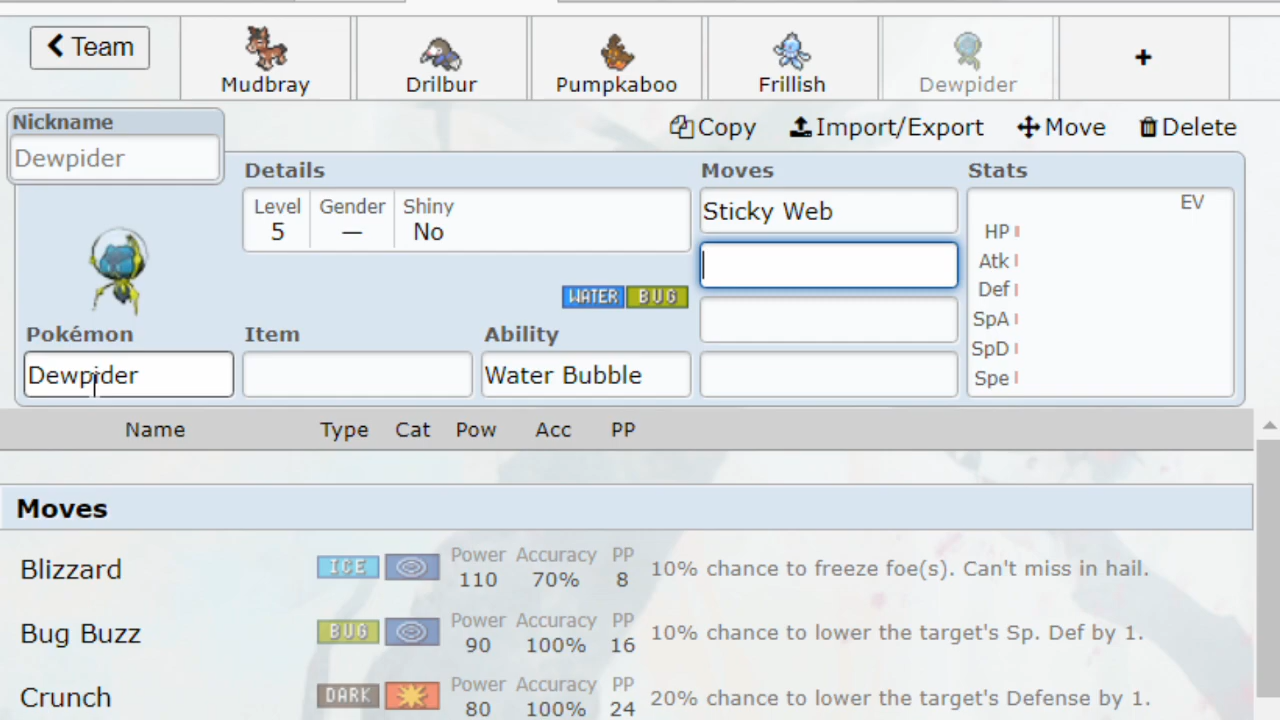 Team
Mudbray
Drilbur
Pumpkaboo
Frillish
Dewpider
+
Nickname
Dewpider
Copy
Import/Export
Move
Delete
Details
Moves
Stats
Level
5
Gender
—
Shiny
No
Sticky Web
EV
HP
Atk
Def
SpA
SpD
Spe
WATER BUG
Pokémon
Dewpider
Item
Ability
Water Bubble
Name Type Cat Pow Acc PP
Moves
Blizzard ICE Power 110 Accuracy 70% PP 8 10% chance to freeze foe(s). Can't miss in hail.
Bug Buzz BUG Power 90 Accuracy 100% PP 16 10% chance to lower the target's Sp. Def by 1.
Crunch DARK Power 80 Accuracy 100% PP 24 20% chance to lower the target's Defense by 1.